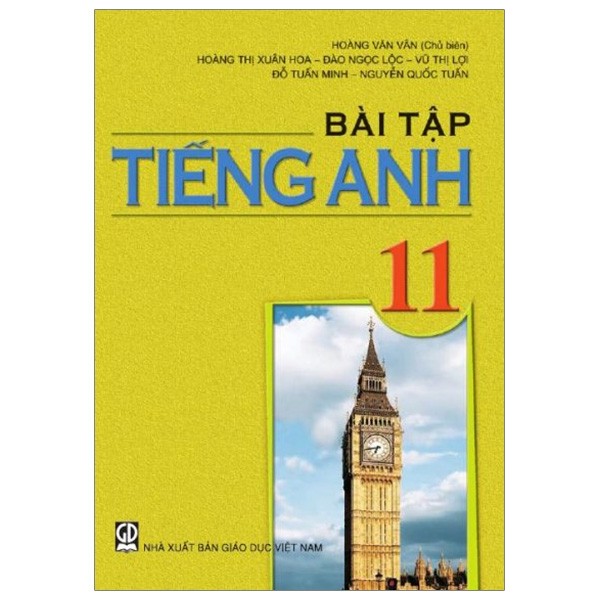 HOÀNG VĂN VÂN (Chủ biên)
HOÀNG THỊ XUÂN HOA – ĐÀO NGỌC LỘC – VŨ THỊ LỢI
ĐỖ TUẤN MINH – NGUYỄN QUỐC TUẤN
BÀI TẬP
TIẾNG ANH
11
GD
NHÀ XUẤT BẢN GIÁO DỤC VIỆT NAM